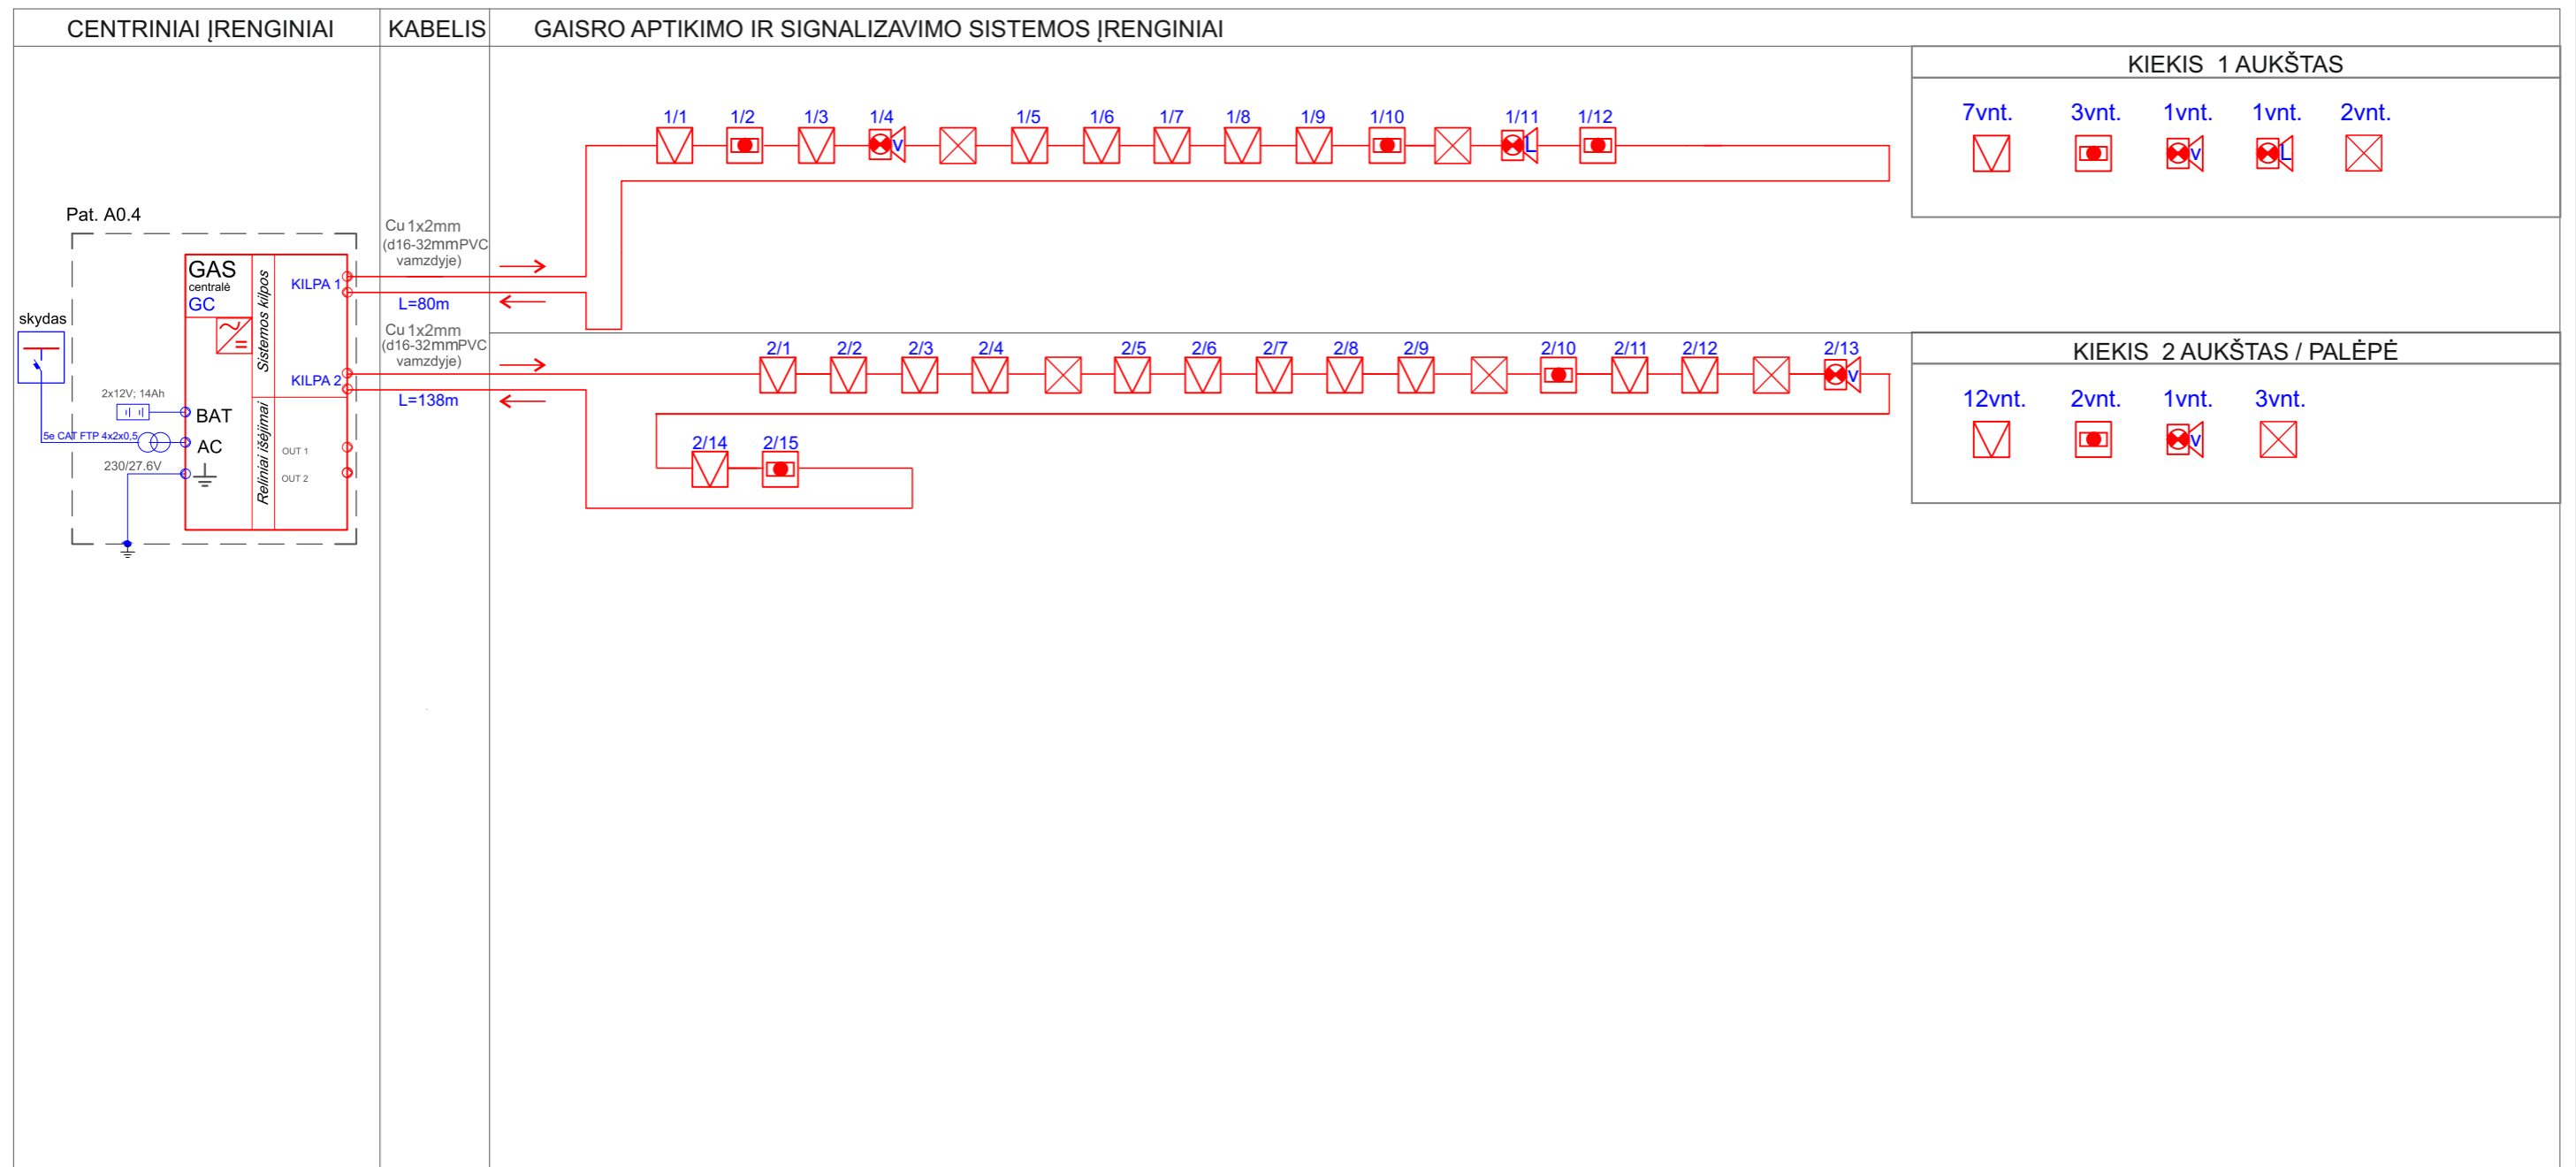 CENTRINIAI ĮRENGINIAI
KABELIS
GAISRO APTIKIMO IR SIGNALIZAVIMO SISTEMOS ĮRENGINIAI
KIEKIS 1 AUKŠTAS
7vnt. 3vnt. 1vnt. 1vnt. 2vnt.
v L
1/1 1/2 1/3 1/4 1/5 1/6 1/7 1/8 1/9 1/10 1/11 1/12
v L
Pat. A0.4
Cu 1x2mm
(d16-32mmPVC
vamzdyje)
L=80m
GAS
centralė
GC
Sistemos kilpos
KILPA 1
skydas
Cu 1x2mm
(d16-32mmPVC
vamzdyje)
L=138m
KILPA 2
2/1 2/2 2/3 2/4 2/5 2/6 2/7 2/8 2/9 2/10 2/11 2/12 2/13
v
2/14 2/15
KIEKIS 2 AUKŠTAS / PALĖPĖ
12vnt. 2vnt. 1vnt. 3vnt.
v
2x12V; 14Ah
BAT
5e CAT FTP 4x2x0,5
AC
230/27.6V
Reliniai išėjimai
OUT 1
OUT 2